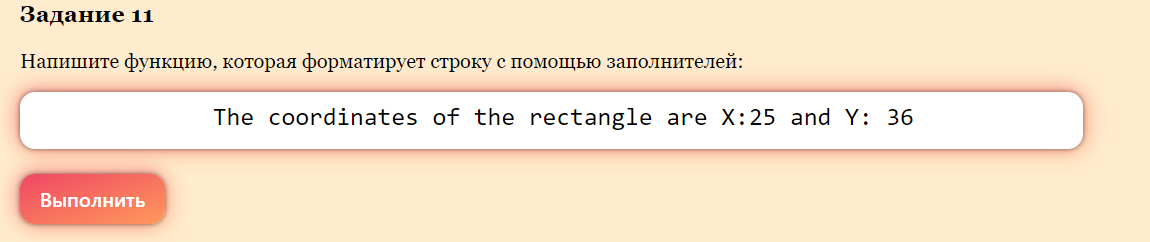 Задание 11
Напишите функцию, которая форматирует строку с помощью заполнителей:
The coordinates of the rectangle are X:25 and Y: 36
Выполнить